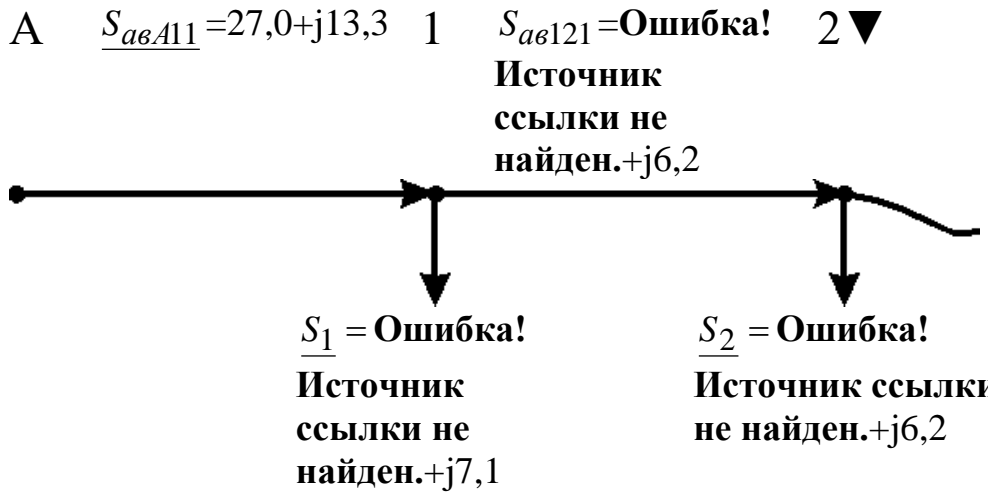 A S_авА11 =27,0+j13,3 1 S_ав121 =Ошибка! 2▼
Источник
ссылки не
найден.+j6,2
S_1 = Ошибка!
Источник
ссылки не
найден.+j7,1
S_2 = Ошибка!
Источник ссылки
не найден.+j6,2